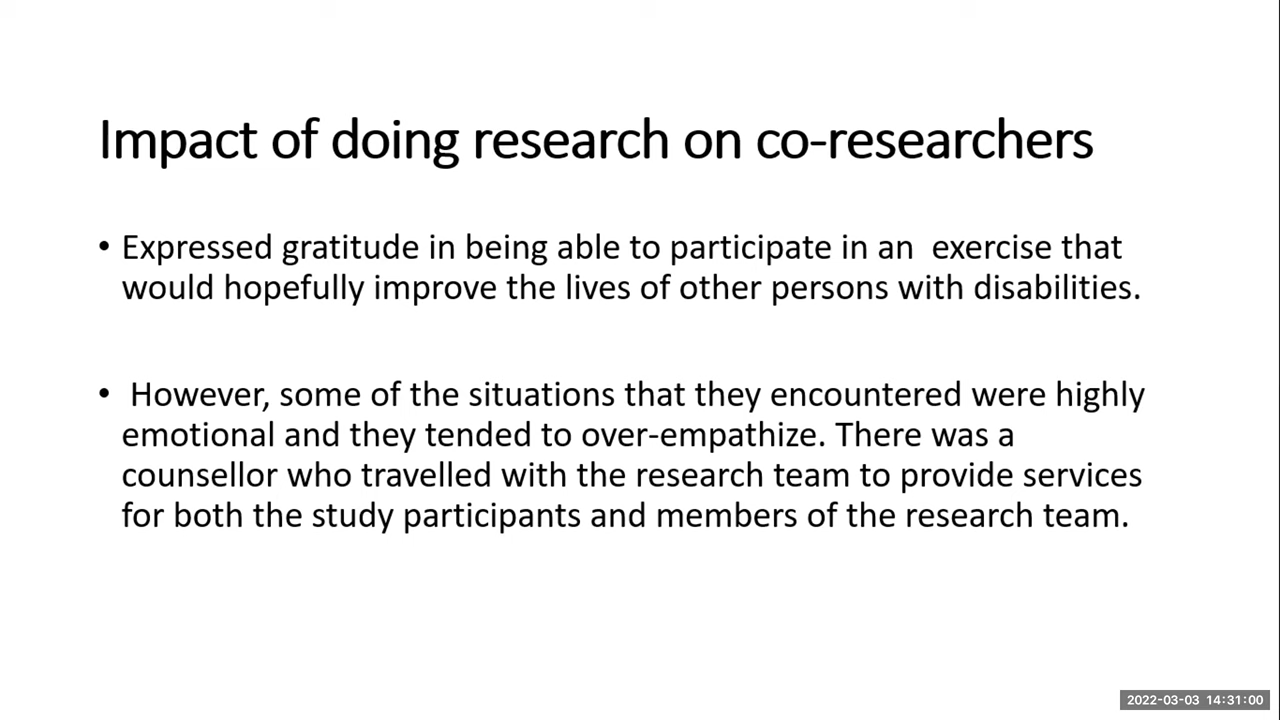 Impact of doing research on co-researchers
• Expressed gratitude in being able to participate in an  exercise that
would hopefully improve the lives of other persons with disabilities.
•  However, some of the situations that they encountered were highly
emotional and they tended to over-empathize. There was a
counsellor who travelled with the research team to provide services
for both the study participants and members of the research team.
2022-03-03 14:31:00